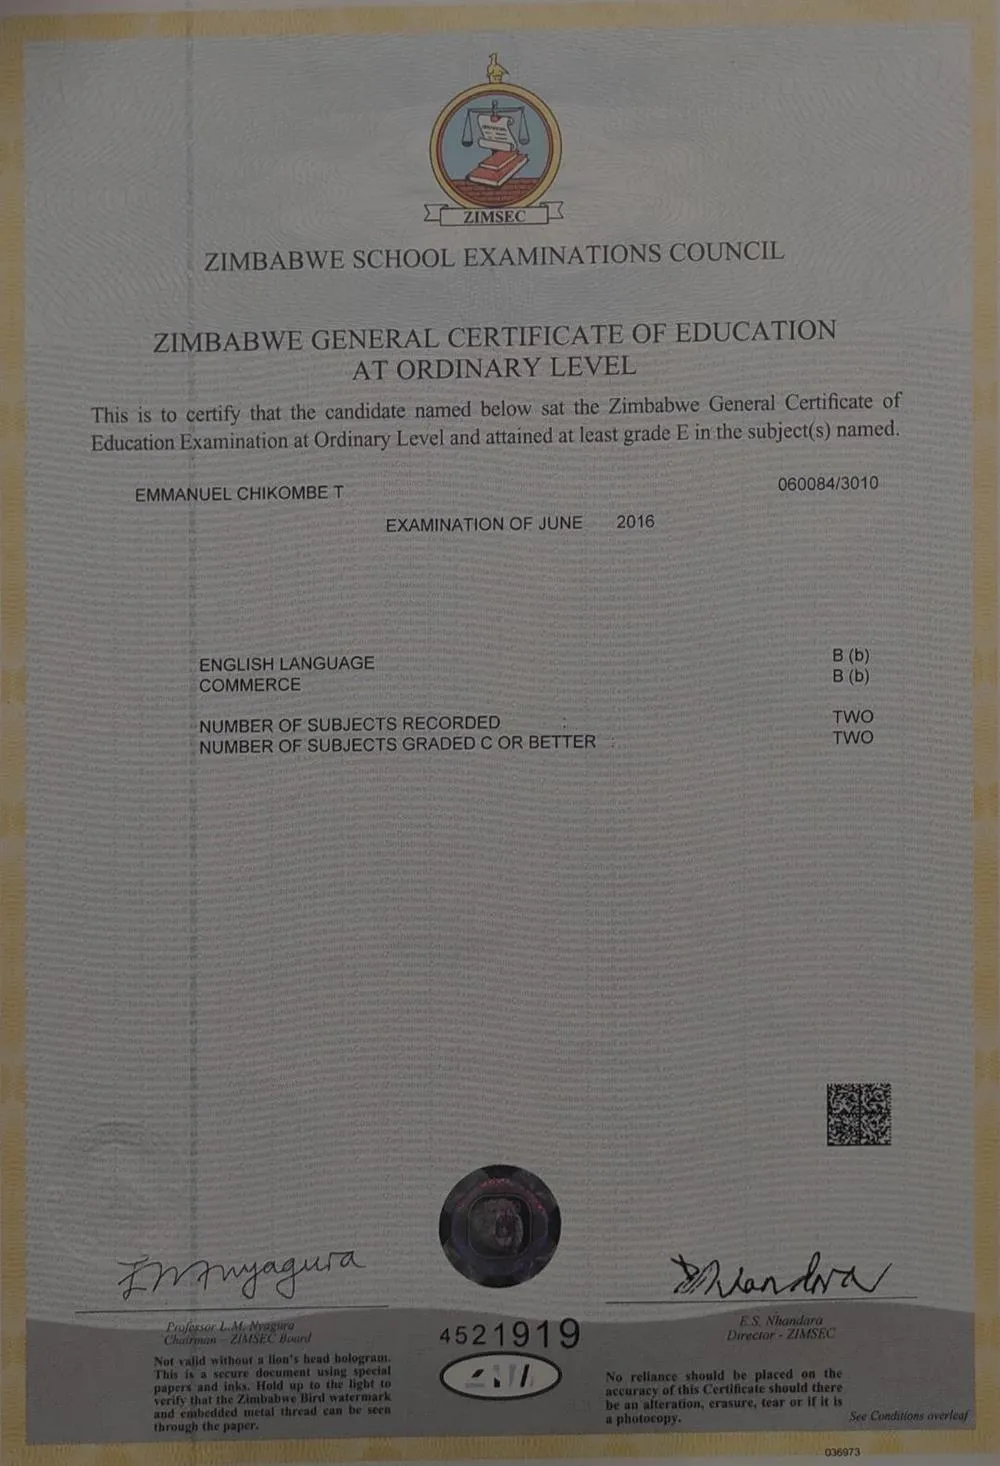 ZIMSEC
ZIMBABWE SCHOOL EXAMINATIONS COUNCIL
ZIMBABWE GENERAL CERTIFICATE OF EDUCATION
AT ORDINARY LEVEL
This is to certify that the candidate named below sat the Zimbabwe General Certificate of
Education Examination at Ordinary Level and attained at least grade E in the subject(s) named.
EMMANUEL CHIKOMBE T 060084/3010
EXAMINATION OF JUNE 2016
ENGLISH LANGUAGE B (b)
COMMERCE B (b)
NUMBER OF SUBJECTS RECORDED : TWO
NUMBER OF SUBJECTS GRADED C OR BETTER : TWO
Professor L.M. Nyagura
Chairman - ZIMSEC Board
Not valid without a lion's head hologram.
This is a secure document using special
papers and inks. Hold up to the light to
verify that the Zimbabwe Bird watermark
and embedded metal thread can be seen
through the paper.
4521919
E.S. Nhandara
Director - ZIMSEC
No reliance should be placed on the
accuracy of this Certificate should there
be an alteration, erasure, tear or if it is
a photocopy.
See Conditions overleaf
036973